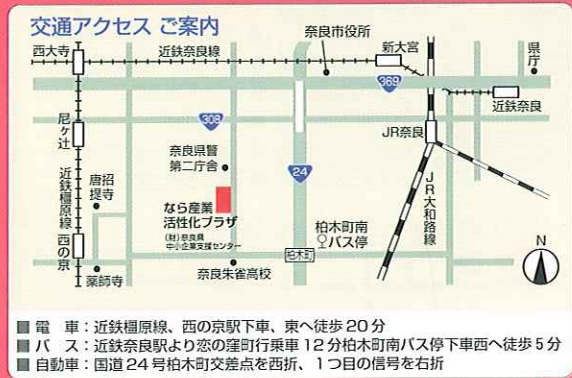 交通アクセス ご案内
奈良市役所
西大寺
近鉄奈良線
新大宮
県庁
369
近鉄奈良
尼ヶ辻
308
JR奈良
奈良県警
第二庁舎
24
近鉄橿原線
唐招
提寺
なら産業
活性化プラザ
(財)奈良県
中小企業支援センター
柏木町南
バス停
JR大和路線
西の京
柏木町
N
薬師寺
奈良朱雀高校
■ 電　車：近鉄橿原線、西の京駅下車、東へ徒歩20分
■ バ　ス：近鉄奈良駅より恋の窪町行乗車12分柏木町南バス停下車西へ徒歩5分
■ 自動車：国道24号柏木町交差点を西折、1つ目の信号を右折